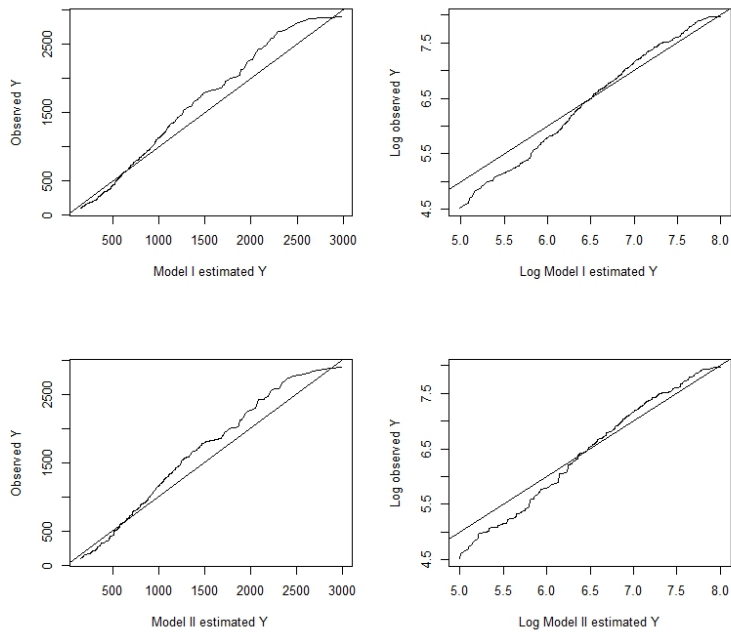 Observed Y
0 500 1500 2500
500 1000 1500 2000 2500 3000
Model I estimated Y
Log observed Y
4.5 5.5 6.5 7.5
5.0 5.5 6.0 6.5 7.0 7.5 8.0
Log Model I estimated Y
Observed Y
0 500 1500 2500
500 1000 1500 2000 2500 3000
Model II estimated Y
Log observed Y
4.5 5.5 6.5 7.5
5.0 5.5 6.0 6.5 7.0 7.5 8.0
Log Model II estimated Y